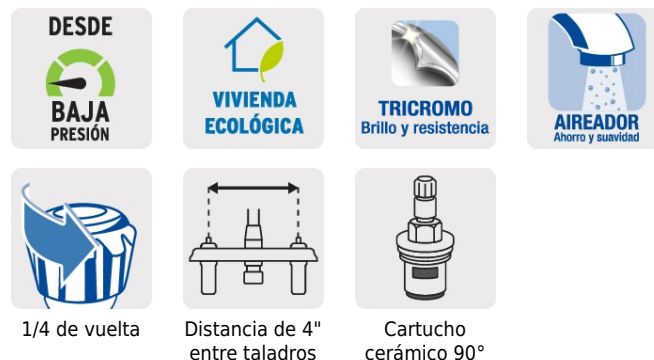 DESDE
BAJA
PRESIÓN
VIVIENDA
ECOLÓGICA
TRICROMO
Brillo y resistencia
AIREADOR
Ahorro y suavidad
1/4 de vuelta
Distancia de 4"
entre taladros
Cartucho
cerámico 90°